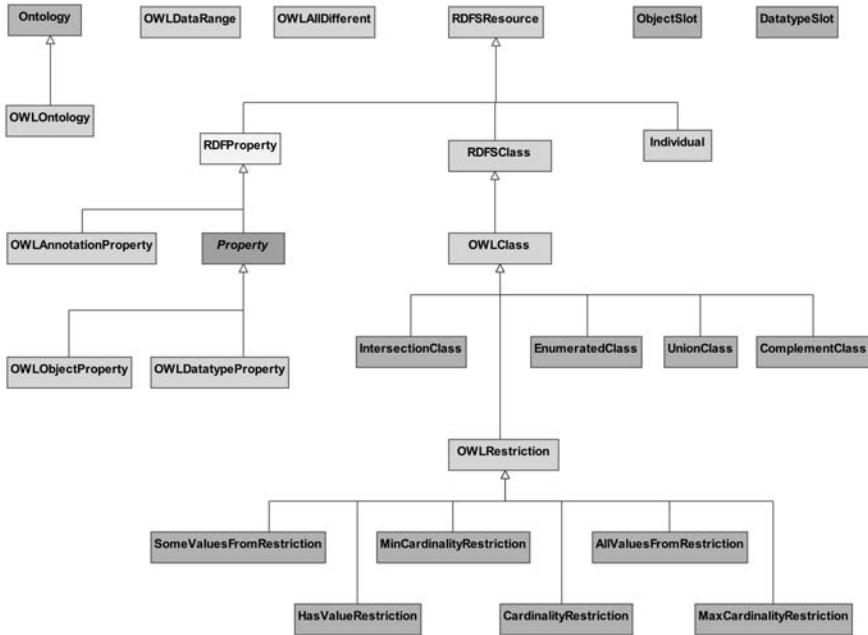 Ontology
OWLDataRange
OWLAllDifferent
RDFSResource
ObjectSlot
DatatypeSlot
OWLOntology
RDFProperty
RDFSClass
Individual
OWLAnnotationProperty
Property
OWLClass
IntersectionClass
EnumeratedClass
UnionClass
ComplementClass
OWLObjectProperty
OWLDatatypeProperty
OWLRestriction
SomeValuesFromRestriction
MinCardinalityRestriction
AllValuesFromRestriction
HasValueRestriction
CardinalityRestriction
MaxCardinalityRestriction